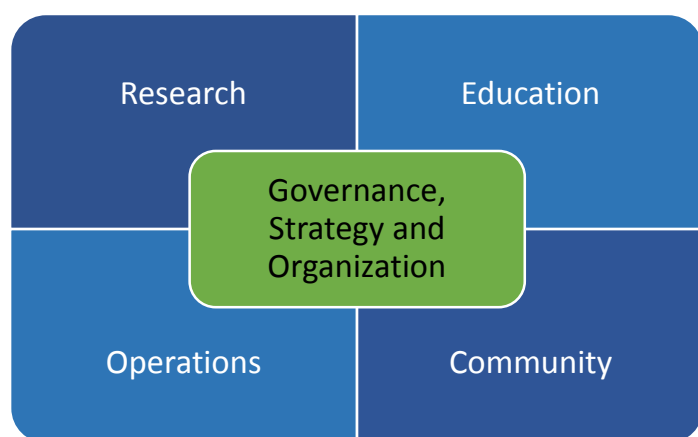 Research
Education
Governance,
Strategy and
Organization
Operations
Community